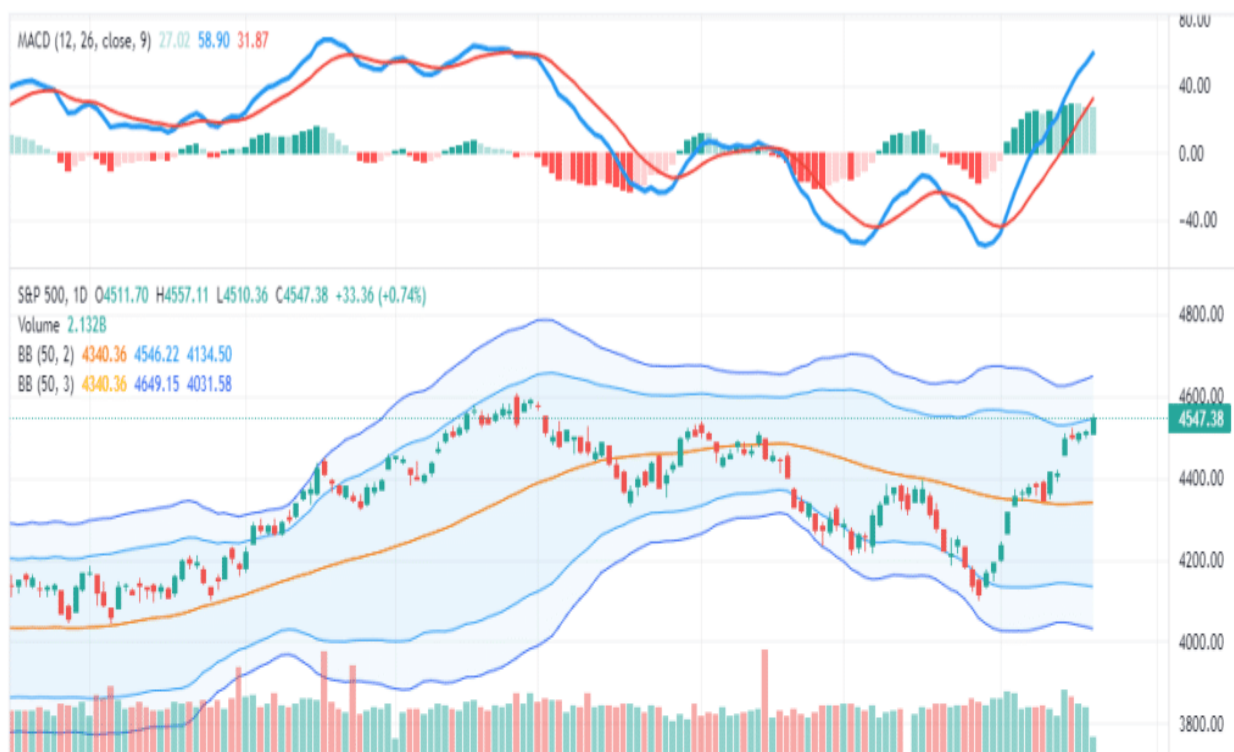 80.00
MACD (12, 26, close, 9) 27.02 58.90 31.87
40.00
0.00
-40.00
S&P 500, 1D O4511.70 H4557.11 L4510.36 C4547.38 +33.36 (+0.74%)
4800.00
Volume 2.132B
BB (50, 2) 4340.36 4546.22 4134.50
BB (50, 3) 4340.36 4649.15 4031.58
4600.00
4547.38
4400.00
4200.00
4000.00
3800.00